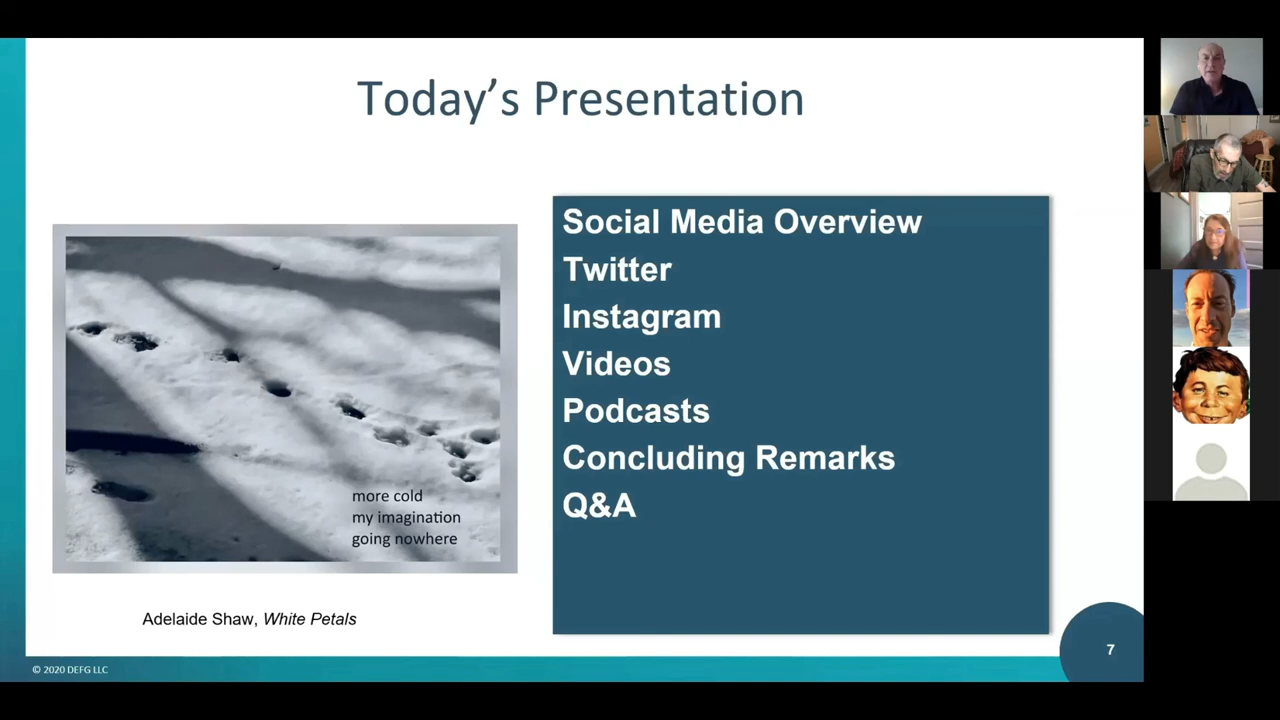 Today’s Presentation
more cold
my imagination
going nowhere
Adelaide Shaw, White Petals
Social Media Overview
Twitter
Instagram
Videos
Podcasts
Concluding Remarks
Q&A
© 2020 DEFG LLC
7